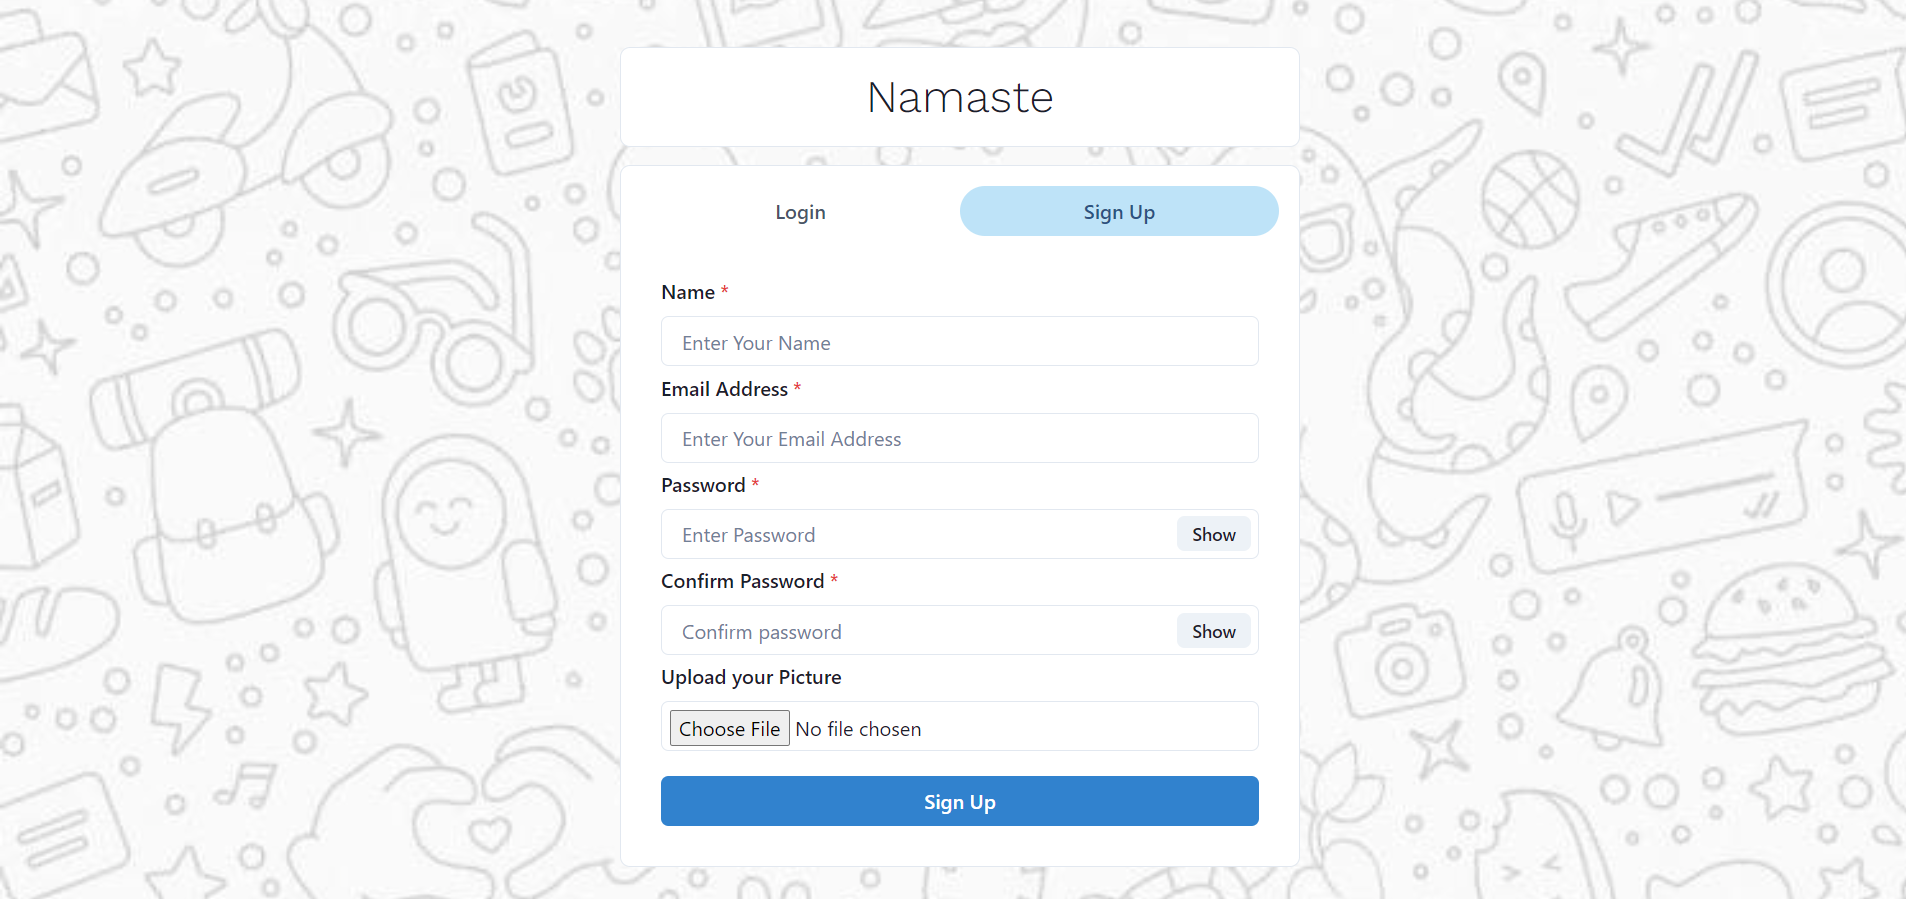 Namaste
Login
Sign Up
Name *
Enter Your Name
Email Address *
Enter Your Email Address
Password *
Enter Password
Show
Confirm Password *
Confirm password
Show
Upload your Picture
Choose File No file chosen
Sign Up